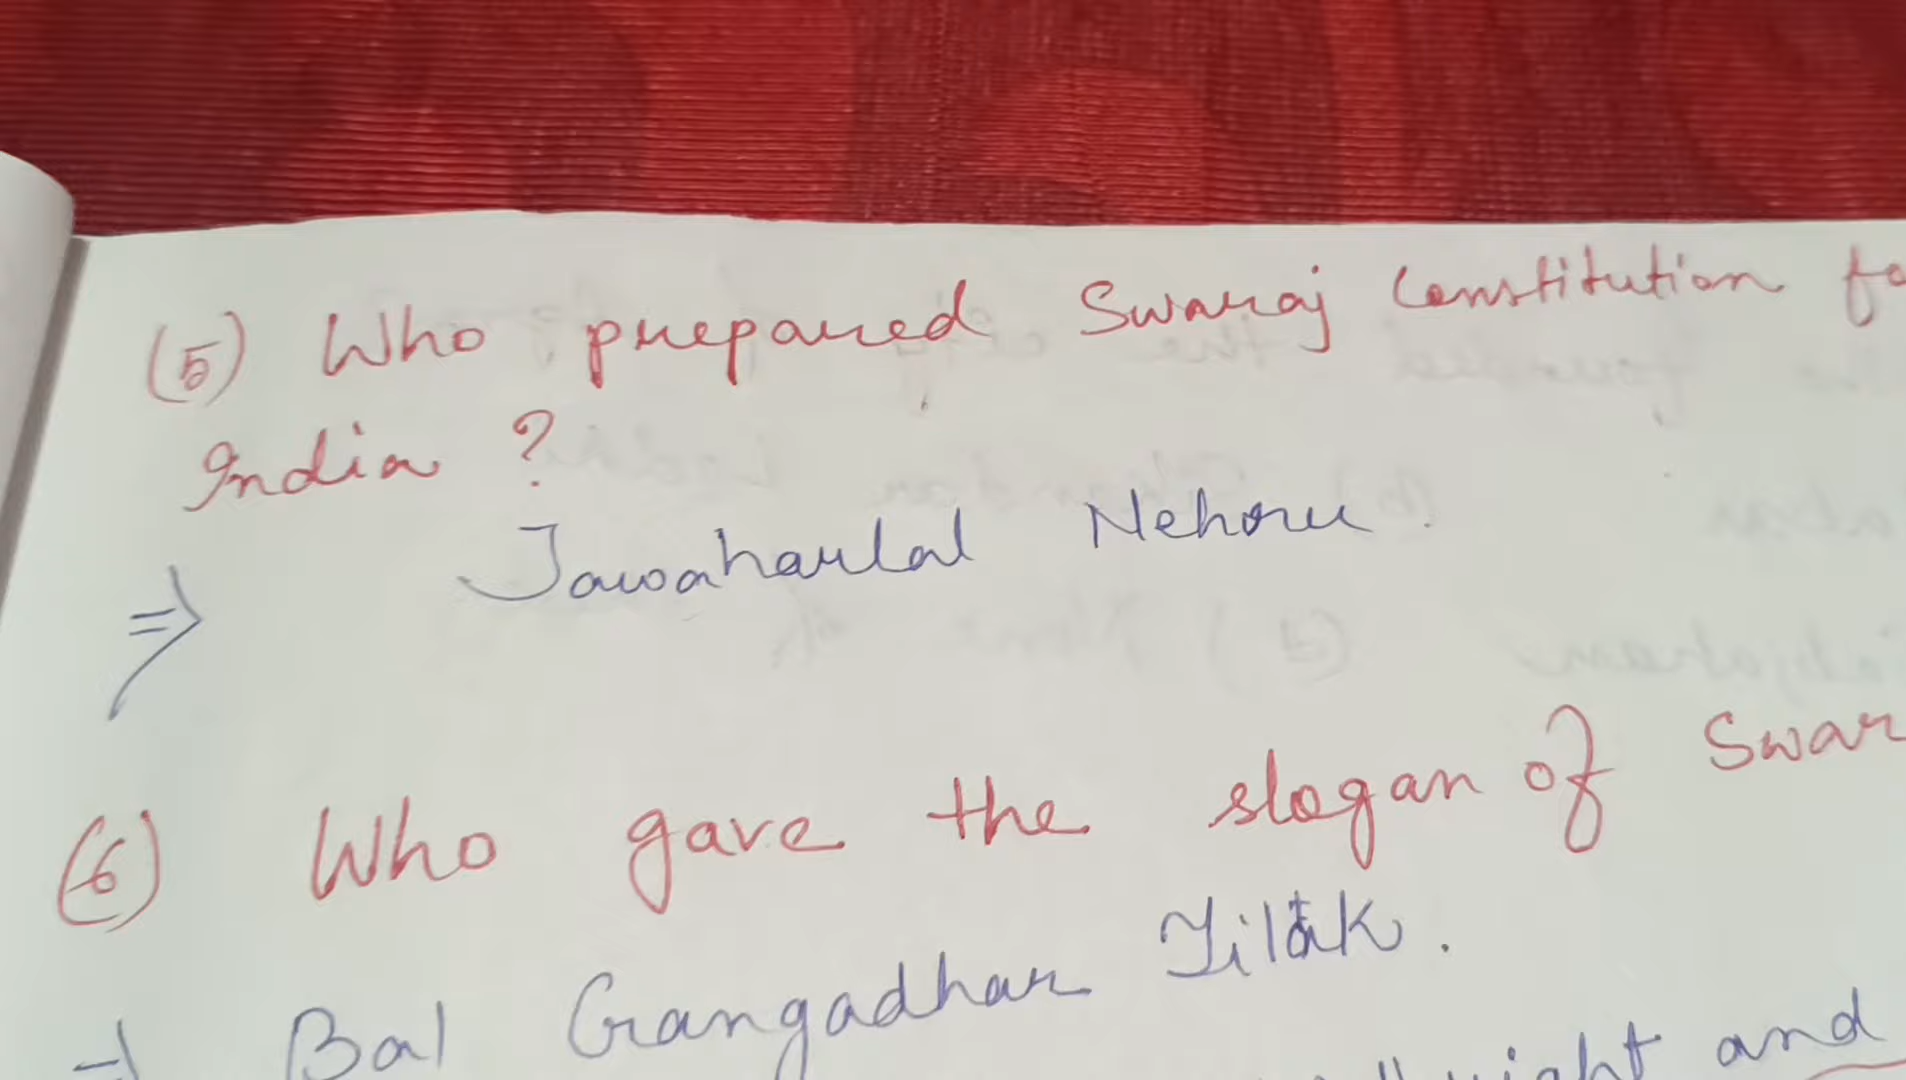 (5) Who prepared Swaraj Constitution fo
India ?
⇒ Jawaharlal Nehru.
(6) Who gave the slogan of Swar
⇒ Bal Gangadhar Tilak.
right and